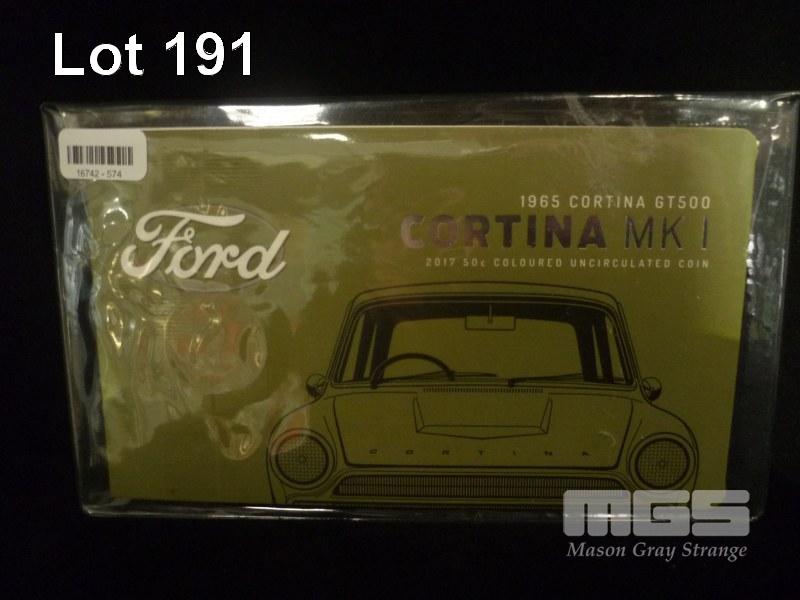 Lot 191
16742 - 574
Ford
1965 CORTINA GT500
CORTINA MK I
2017 50c COLOURED UNCIRCULATED COIN
CORTINA
MGS
Mason Gray Strange